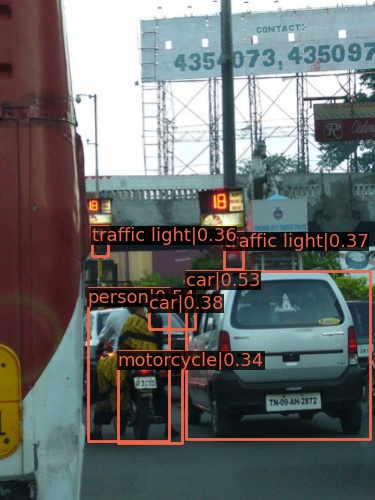 CONTACT:
4354073, 435097
18
18
traffic light|0.36
traffic light|0.37
car|0.53
person|0.54
car|0.38
motorcycle|0.34
TN-09-AH-2872